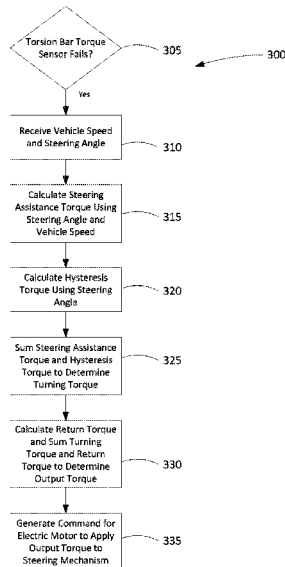 Torsion Bar Torque
Sensor Fails?
305
300
Yes
Receive Vehicle Speed
and Steering Angle
310
Calculate Steering
Assistance Torque Using
Steering Angle and
Vehicle Speed
315
Calculate Hysteresis
Torque Using Steering
Angle
320
Sum Steering Assistance
Torque and Hysteresis
Torque to Determine
Turning Torque
325
Calculate Return Torque
and Sum Turning
Torque and Return
Torque to Determine
Output Torque
330
Generate Command for
Electric Motor to Apply
Output Torque to
Steering Mechanism
335